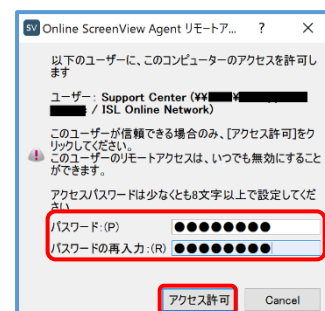 SV Online ScreenView Agent リモートア... ? ×
以下のユーザーに、このコンピューターのアクセスを許可し
ます
ユーザー: Support Center (¥¥ ¥
/ ISL Online Network)
このユーザーが信頼できる場合のみ、[アクセス許可]をク
リックしてください。
このユーザーのリモートアクセスは、いつでも無効にすること
ができます。
アクセスパスワードは少なくとも8文字以上で設定してくだ
さい
パスワード:(P) ●●●●●●●●
パスワードの再入力:(R) ●●●●●●●●
アクセス許可 Cancel